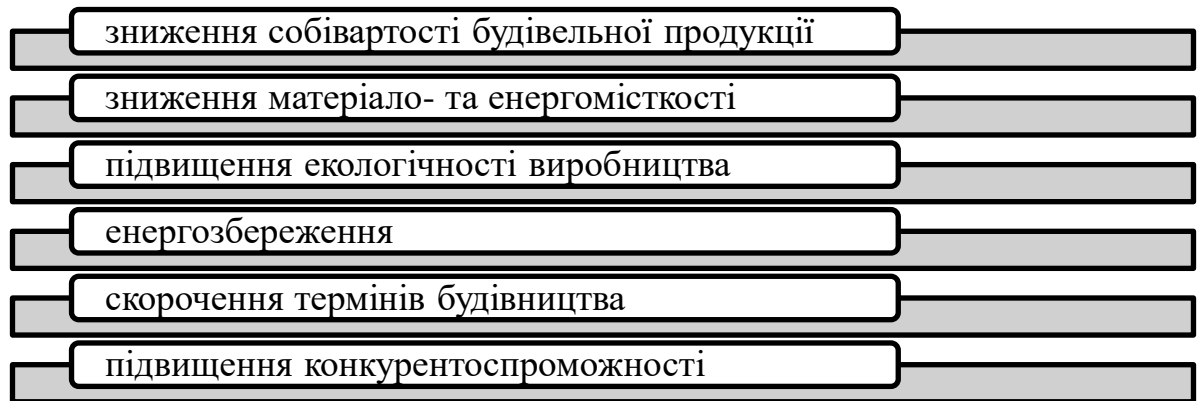 зниження собівартості будівельної продукції
зниження матеріало- та енергомісткості
підвищення екологічності виробництва
енергозбереження
скорочення термінів будівництва
підвищення конкурентоспроможності